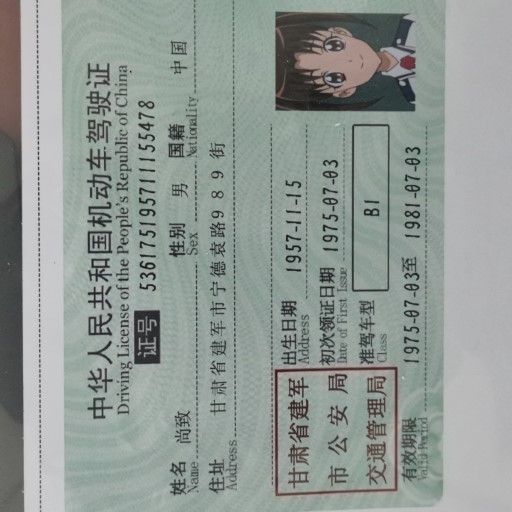 中华人民共和国机动车驾驶证
Driving License of the People's Republic of China
证号 536175195711155478
姓名 尚致 性别 男 国籍 中国
Name Sex Nationality
住址 甘肃省建军市宁德袁路989街
Address
出生日期 1957-11-15
Address
初次领证日期 1975-07-03
Date of First Issue
准驾车型 B1
Class
甘肃省建军
市公安局
交通管理局
有效期限 1975-07-03至 1981-07-03
Valid Period